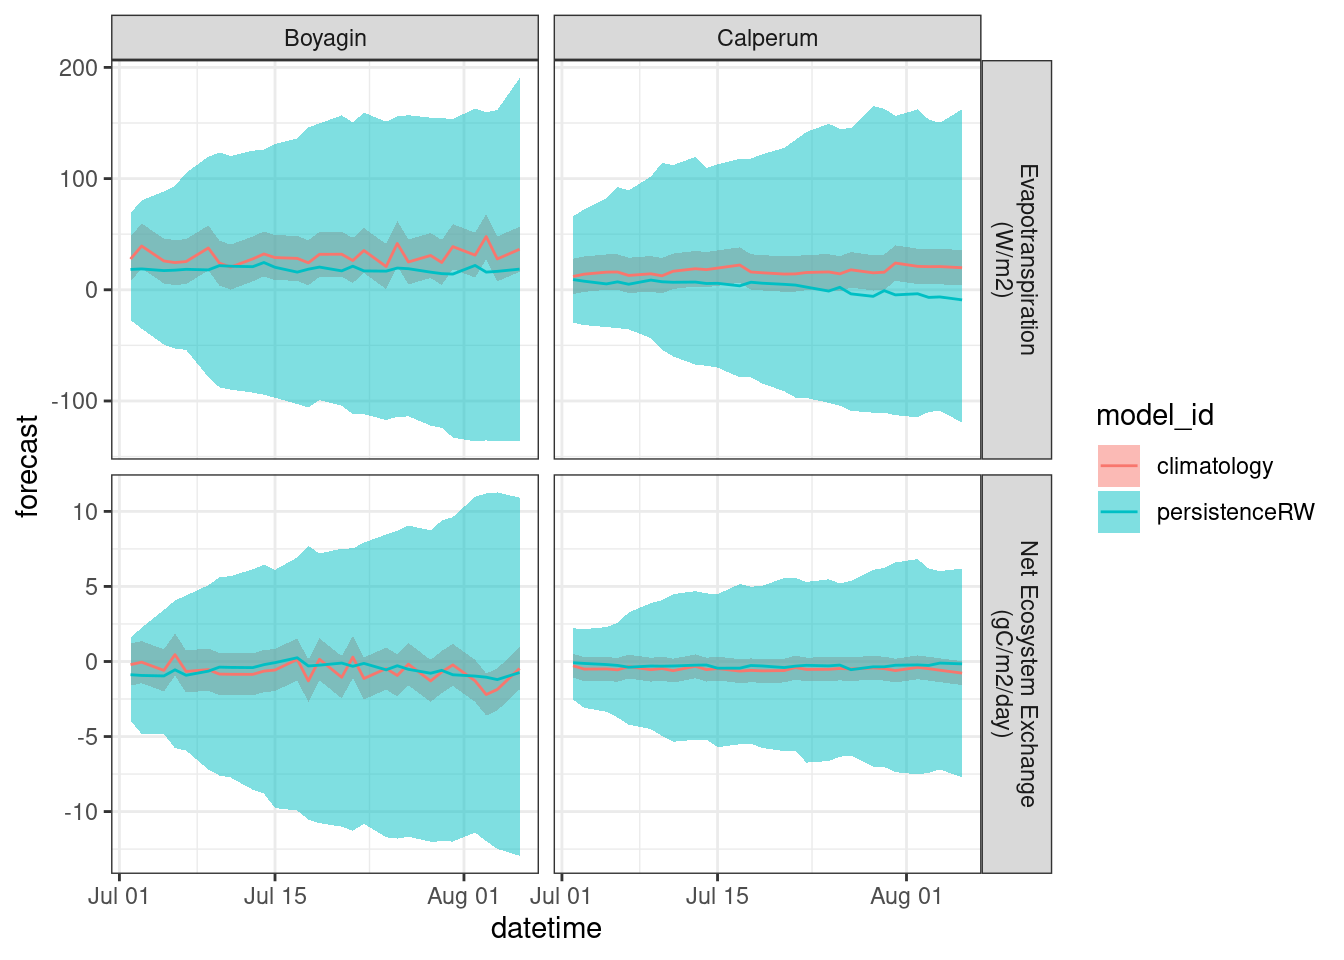 Boyagin
Calperum
200
100
0
-100
Evapotranspiration
(W/m2)
10
5
0
-5
-10
Net Ecosystem Exchange
(gC/m2/day)
forecast
Jul 01
Jul 15
Aug 01
Jul 01
Jul 15
Aug 01
datetime
model_id
climatology
persistenceRW